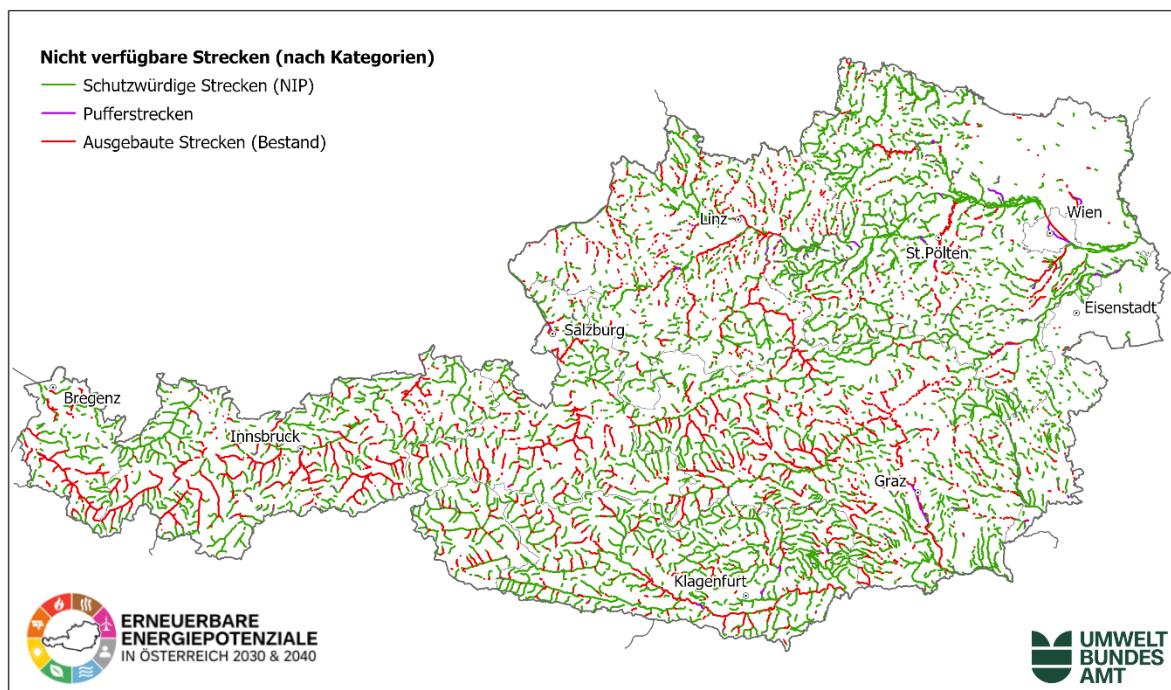 Nicht verfügbare Strecken (nach Kategorien)
Schutzwürdige Strecken (NIP)
Pufferstrecken
Ausgebaute Strecken (Bestand)
Linz
Wien
St.Pölten
Eisenstadt
Salzburg
Bregenz
Innsbruck
Graz
Klagenfurt
ERNEUERBARE
ENERGIEPOTENZIALE
IN ÖSTERREICH 2030 & 2040
UMWELT
BUNDES
AMT